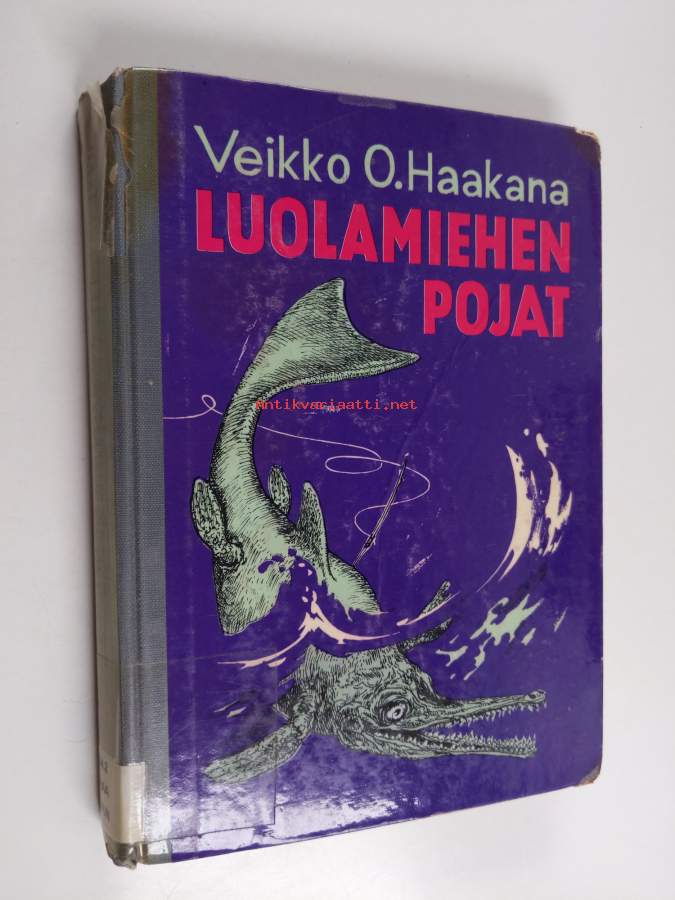 Veikko O. Haakana
LUOLAMIEHEN
POJAT
Antikvariaatti.net